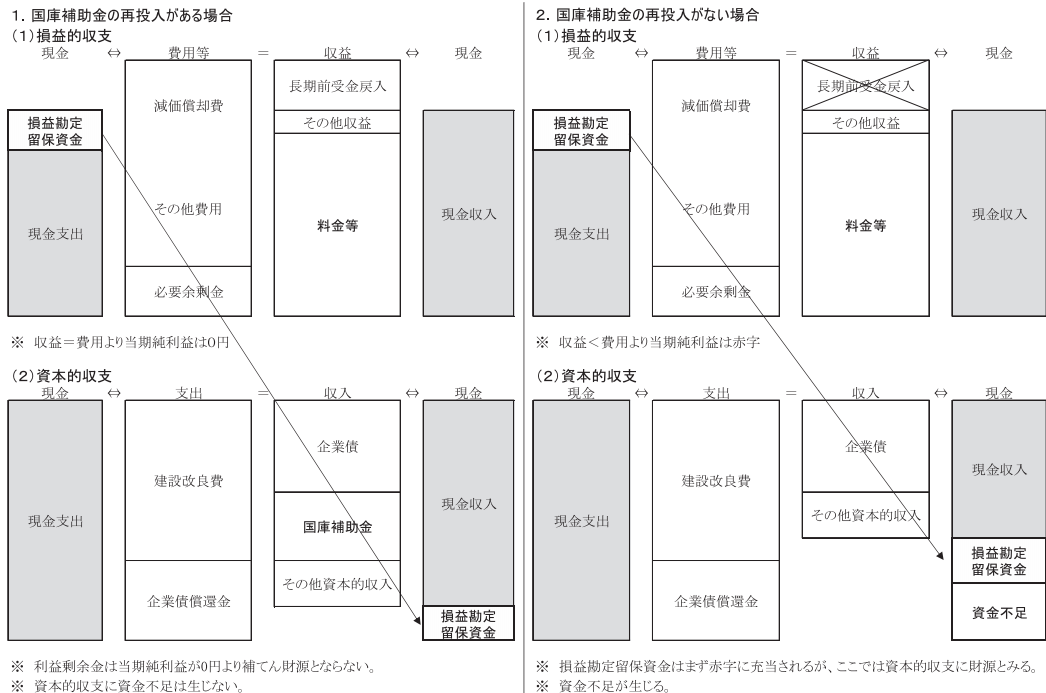 1．国庫補助金の再投入がある場合
（1）損益的収支
現金 ⇔ 費用等 ＝ 収益 ⇔ 現金
長期前受金戻入
減価償却費
損益勘定
留保資金
その他収益
その他費用
現金収入
料金等
現金支出
必要余剰金
※ 収益＝費用より当期純利益は0円
（2）資本的収支
現金 ⇔ 支出 ＝ 収入 ⇔ 現金
企業債
建設改良費
現金収入
現金支出
国庫補助金
その他資本的収入
企業債償還金
損益勘定
留保資金
※ 利益剰余金は当期純利益が0円より補てん財源とならない。
※ 資本的収支に資金不足は生じない。
2．国庫補助金の再投入がない場合
（1）損益的収支
現金 ⇔ 費用等 ＝ 収益 ⇔ 現金
長期前受金戻入
減価償却費
損益勘定
留保資金
その他収益
その他費用
現金収入
料金等
現金支出
必要余剰金
※ 収益＜費用より当期純利益は赤字
（2）資本的収支
現金 ⇔ 支出 ＝ 収入 ⇔ 現金
企業債
現金収入
建設改良費
その他資本的収入
現金支出
損益勘定
留保資金
企業債償還金
資金不足
※ 損益勘定留保資金はまず赤字に充当されるが、ここでは資本的収支に財源とみる。
※ 資金不足が生じる。